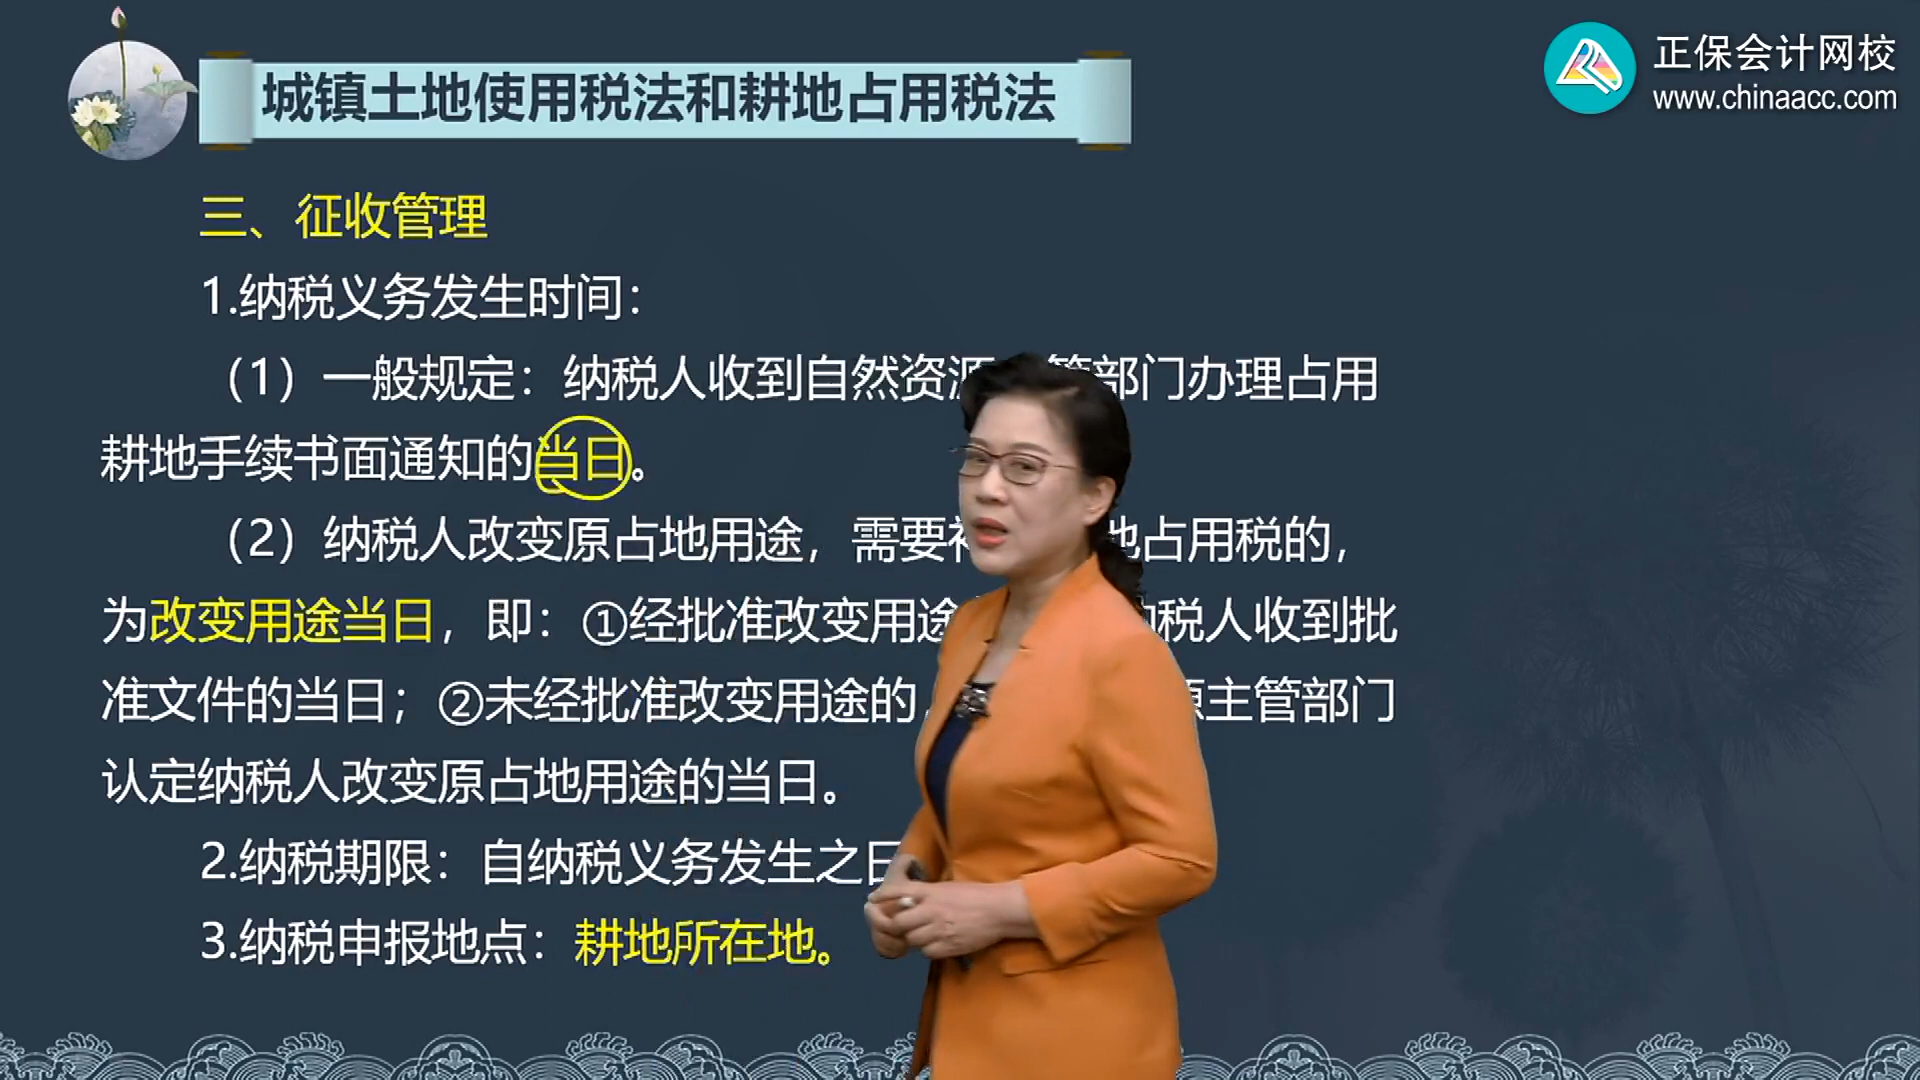 正保会计网校
www.chinaacc.com
城镇土地使用税法和耕地占用税法
三、征收管理
1.纳税义务发生时间：
（1）一般规定：纳税人收到自然资源 管部门办理占用
耕地手续书面通知的当日。
（2）纳税人改变原占地用途，需要 地占用税的，
为改变用途当日，即：①经批准改变用途 纳税人收到批
准文件的当日；②未经批准改变用途的， 源主管部门
认定纳税人改变原占地用途的当日。
2.纳税期限：自纳税义务发生之日
3.纳税申报地点：耕地所在地。